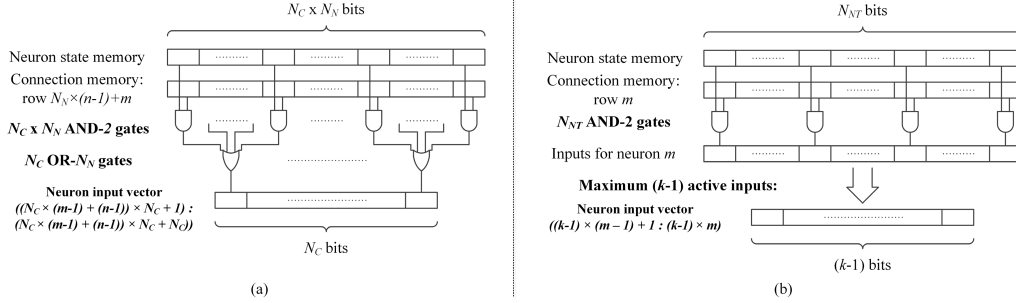 N_C x N_N bits
Neuron state memory
Connection memory:
row N_N×(n-1)+m
N_C x N_N AND-2 gates
N_C OR-N_N gates
Neuron input vector
((N_C × (m-1) + (n-1)) × N_C + 1) :
(N_C × (m-1) + (n-1)) × N_C + N_C))
N_C bits
(a)
N_NT bits
Neuron state memory
Connection memory:
row m
N_NT AND-2 gates
Inputs for neuron m
Maximum (k-1) active inputs:
Neuron input vector
((k-1) × (m – 1) + 1 : (k-1) × m)
(k-1) bits
(b)